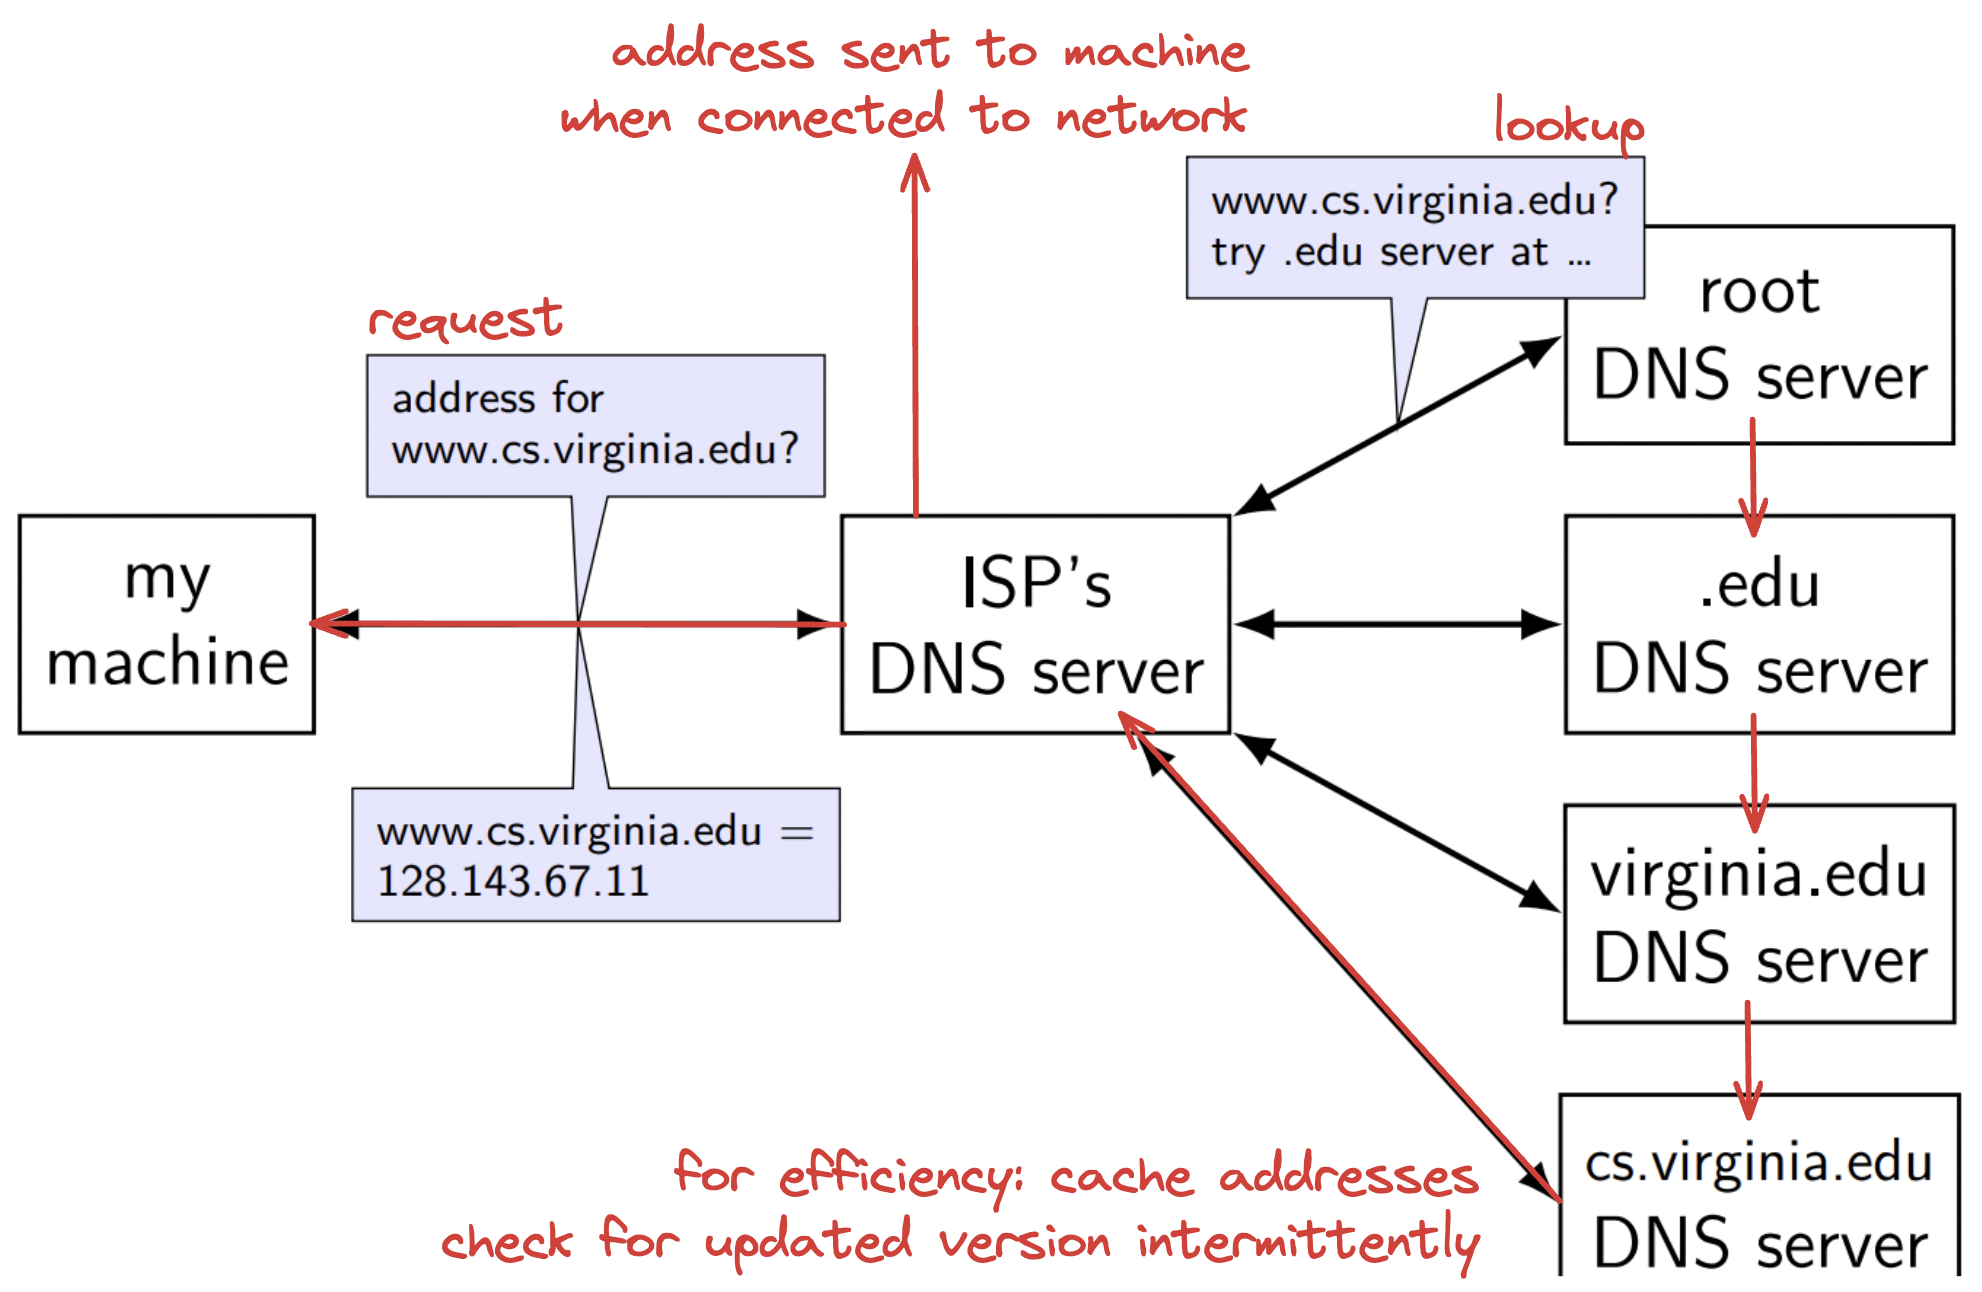 address sent to machine
when connected to network
lookup
www.cs.virginia.edu?
try .edu server at ...
root
DNS server
request
address for
www.cs.virginia.edu?
my
machine
ISP's
DNS server
.edu
DNS server
www.cs.virginia.edu =
128.143.67.11
virginia.edu
DNS server
for efficiency: cache addresses
check for updated version intermittently
cs.virginia.edu
DNS server